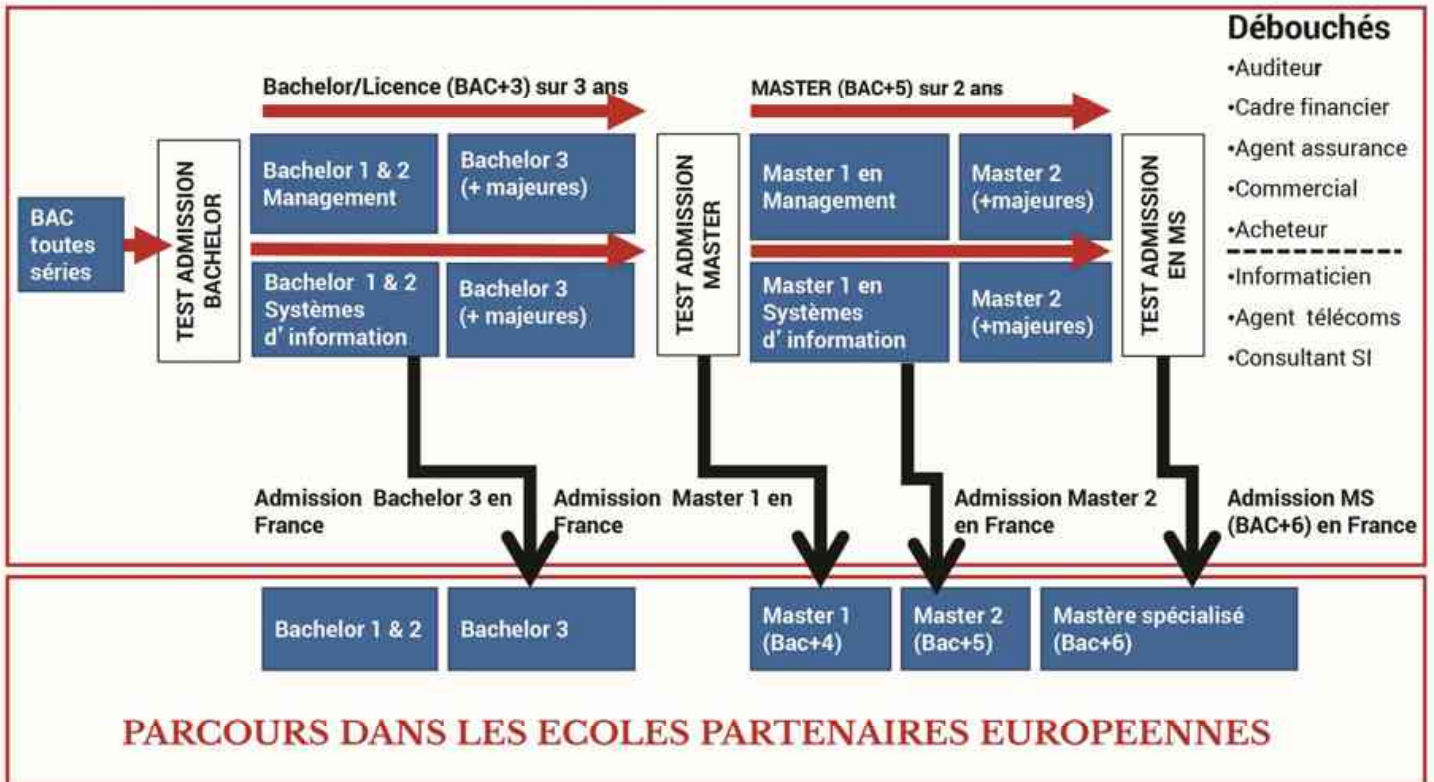 Débouchés
•Auditeur
•Cadre financier
•Agent assurance
•Commercial
•Acheteur
•Informaticien
•Agent télécoms
•Consultant SI
Bachelor/Licence (BAC+3) sur 3 ans
MASTER (BAC+5) sur 2 ans
BAC
toutes
séries
TEST ADMISSION
BACHELOR
Bachelor 1 & 2
Management
Bachelor 3
(+ majeures)
Bachelor 1 & 2
Systèmes
d' information
Bachelor 3
(+ majeures)
TEST ADMISSION
MASTER
Master 1 en
Management
Master 2
(+majeures)
Master 1 en
Systèmes
d' information
Master 2
(+majeures)
TEST ADMISSION
EN MS
Admission Bachelor 3 en
France
Admission Master 1 en
France
Admission Master 2
en France
Admission MS
(BAC+6) en France
Bachelor 1 & 2
Bachelor 3
Master 1
(Bac+4)
Master 2
(Bac+5)
Mastère spécialisé
(Bac+6)
PARCOURS DANS LES ECOLES PARTENAIRES EUROPEENNES